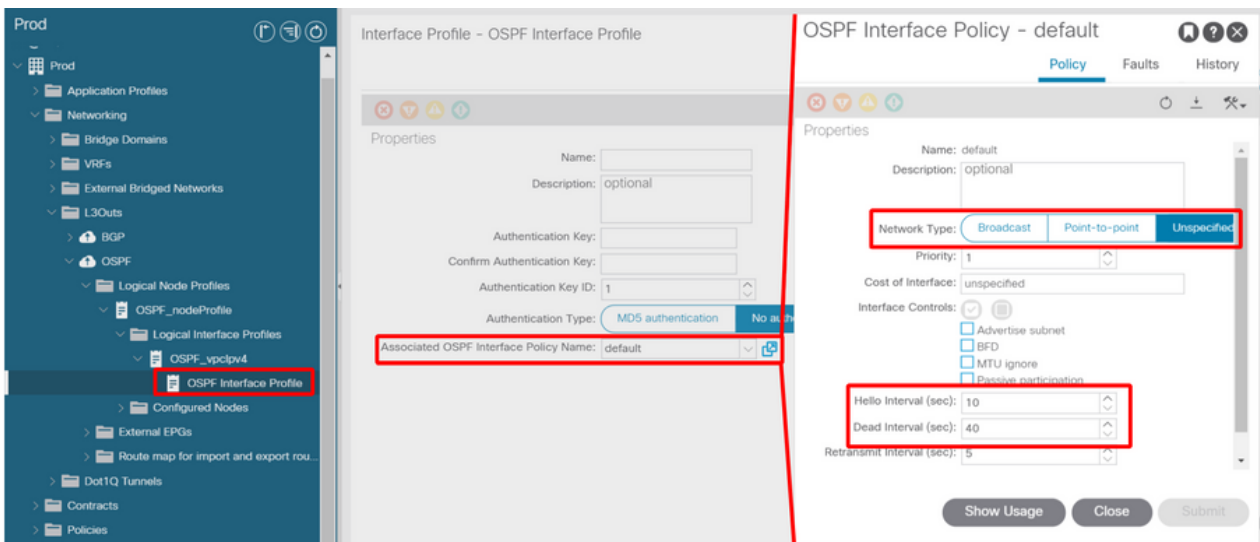 Prod
Prod
Application Profiles
Networking
Bridge Domains
VRFs
External Bridged Networks
L3Outs
BGP
OSPF
Logical Node Profiles
OSPF_nodeProfile
Logical Interface Profiles
OSPF_vpcIpv4
OSPF Interface Profile
Configured Nodes
External EPGs
Route map for import and export rou...
Dot1Q Tunnels
Contracts
Policies
Interface Profile - OSPF Interface Profile
Properties
Name:
Description: optional
Authentication Key:
Confirm Authentication Key:
Authentication Key ID: 1
Authentication Type: MD5 authentication No auth
Associated OSPF Interface Policy Name: default
OSPF Interface Policy - default
Policy Faults History
Properties
Name: default
Description: optional
Network Type: Broadcast Point-to-point Unspecified
Priority: 1
Cost of Interface: unspecified
Interface Controls:
Advertise subnet
BFD
MTU ignore
Passive participation
Hello Interval (sec): 10
Dead Interval (sec): 40
Retransmit Interval (sec): 5
Show Usage Close Submit